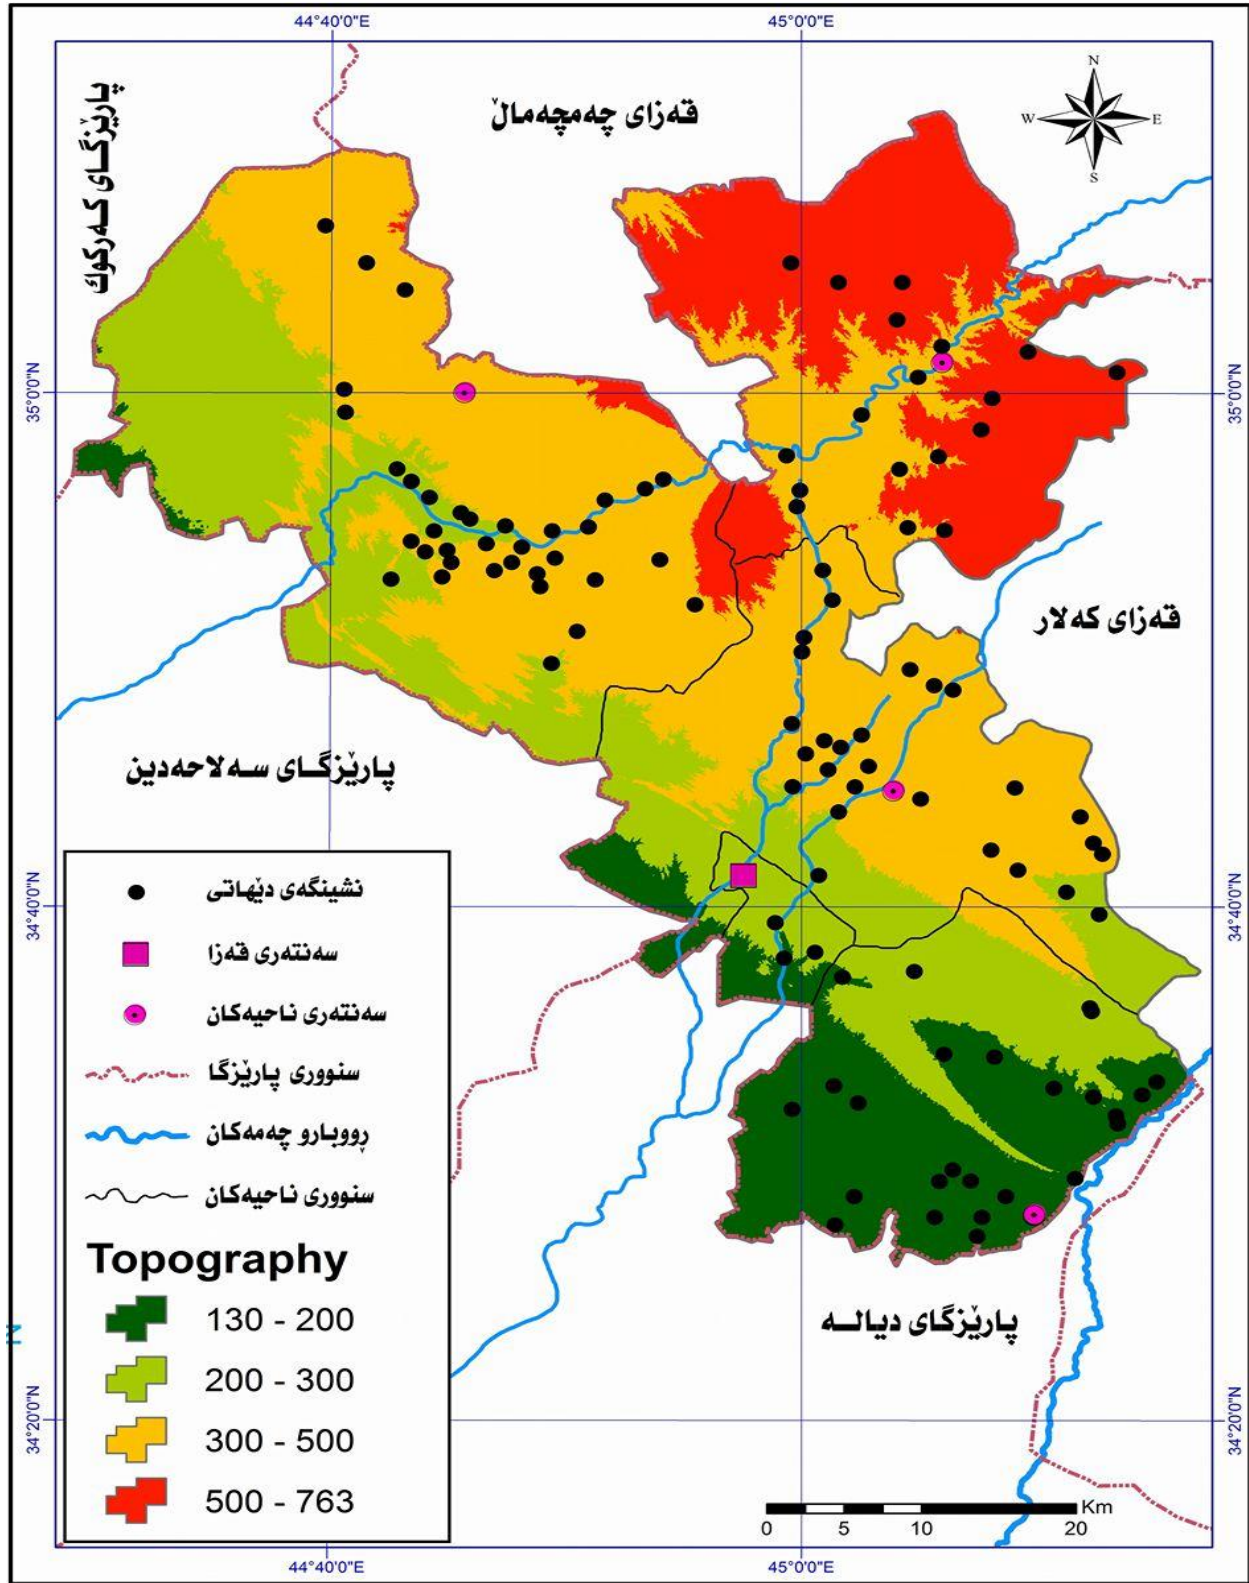 44°40'0"E
45°0'0"E
پارێزگای کەرکوك
قەزای چەمچەماڵ
N
W
E
S
35°0'0"N
35°0'0"N
قەزای کەلار
پارێزگای سەلاحەدین
نشینگەی دێهاتی
سەنتەری قەزا
سەنتەری ناحیەکان
سنووری پارێزگا
ڕووبارو چەمەکان
سنووری ناحیەکان
34°40'0"N
34°40'0"N
Topography
130 - 200
200 - 300
300 - 500
500 - 763
پارێزگای دیالە
N
34°20'0"N
34°20'0"N
Km
0 5 10 20
44°40'0"E
45°0'0"E